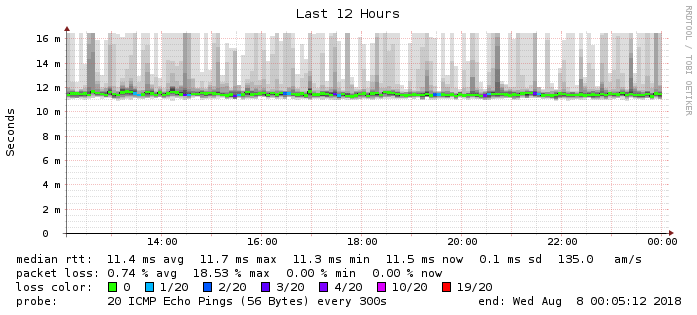 Last 12 Hours
RRDTOOL / TOBI OETIKER
Seconds
16 m
14 m
12 m
10 m
8 m
6 m
4 m
2 m
0
14:00 16:00 18:00 20:00 22:00 00:00
median rtt: 11.4 ms avg 11.7 ms max 11.3 ms min 11.5 ms now 0.1 ms sd 135.0 am/s
packet loss: 0.74 % avg 18.53 % max 0.00 % min 0.00 % now
loss color: 0 1/20 2/20 3/20 4/20 10/20 19/20
probe: 20 ICMP Echo Pings (56 Bytes) every 300s end: Wed Aug 8 00:05:12 2018